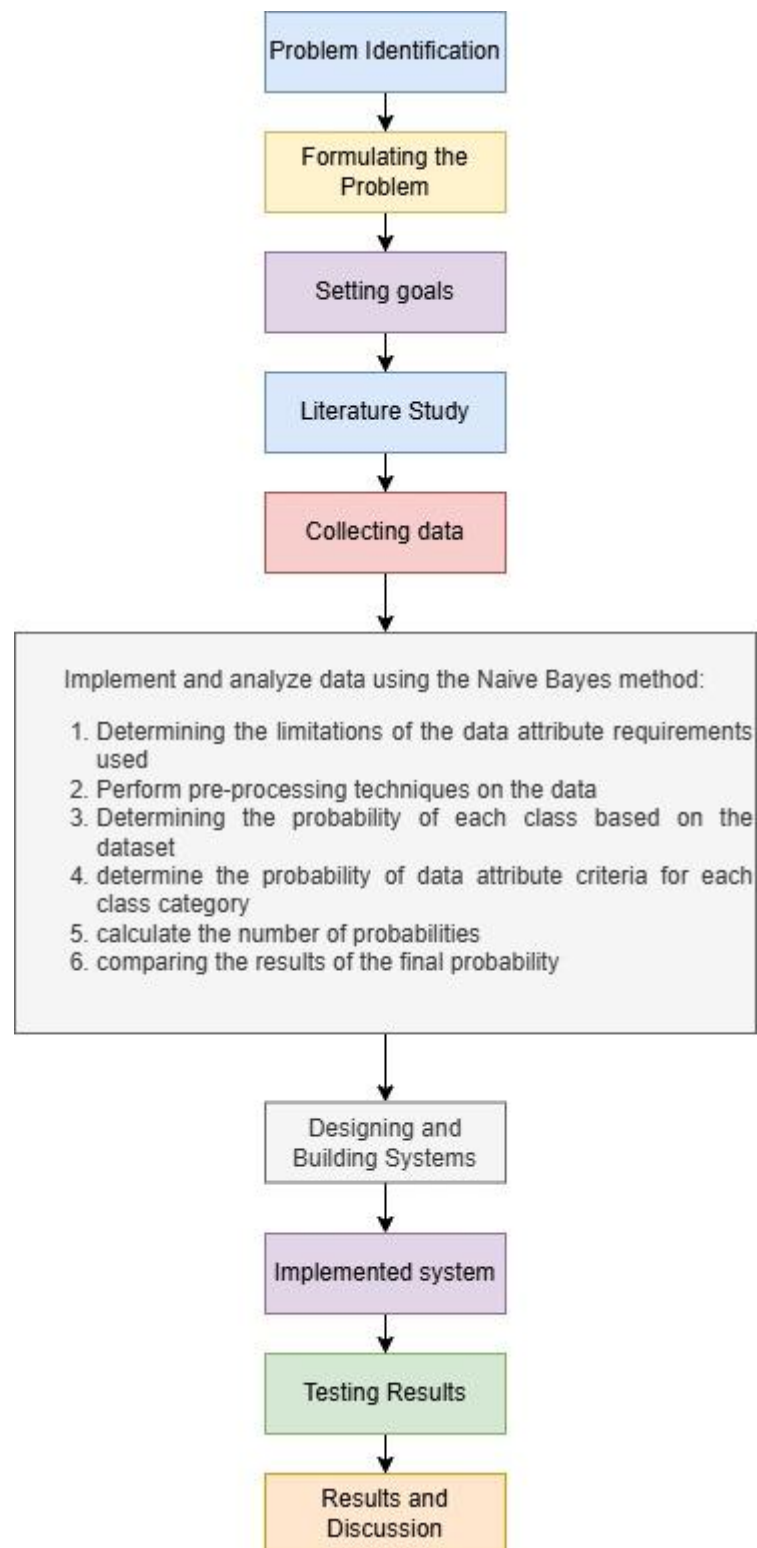 Problem Identification
Formulating the
Problem
Setting goals
Literature Study
Collecting data
Implement and analyze data using the Naive Bayes method:
1. Determining the limitations of the data attribute requirements
used
2. Perform pre-processing techniques on the data
3. Determining the probability of each class based on the
dataset
4. determine the probability of data attribute criteria for each
class category
5. calculate the number of probabilities
6. comparing the results of the final probability
Designing and
Building Systems
Implemented system
Testing Results
Results and
Discussion